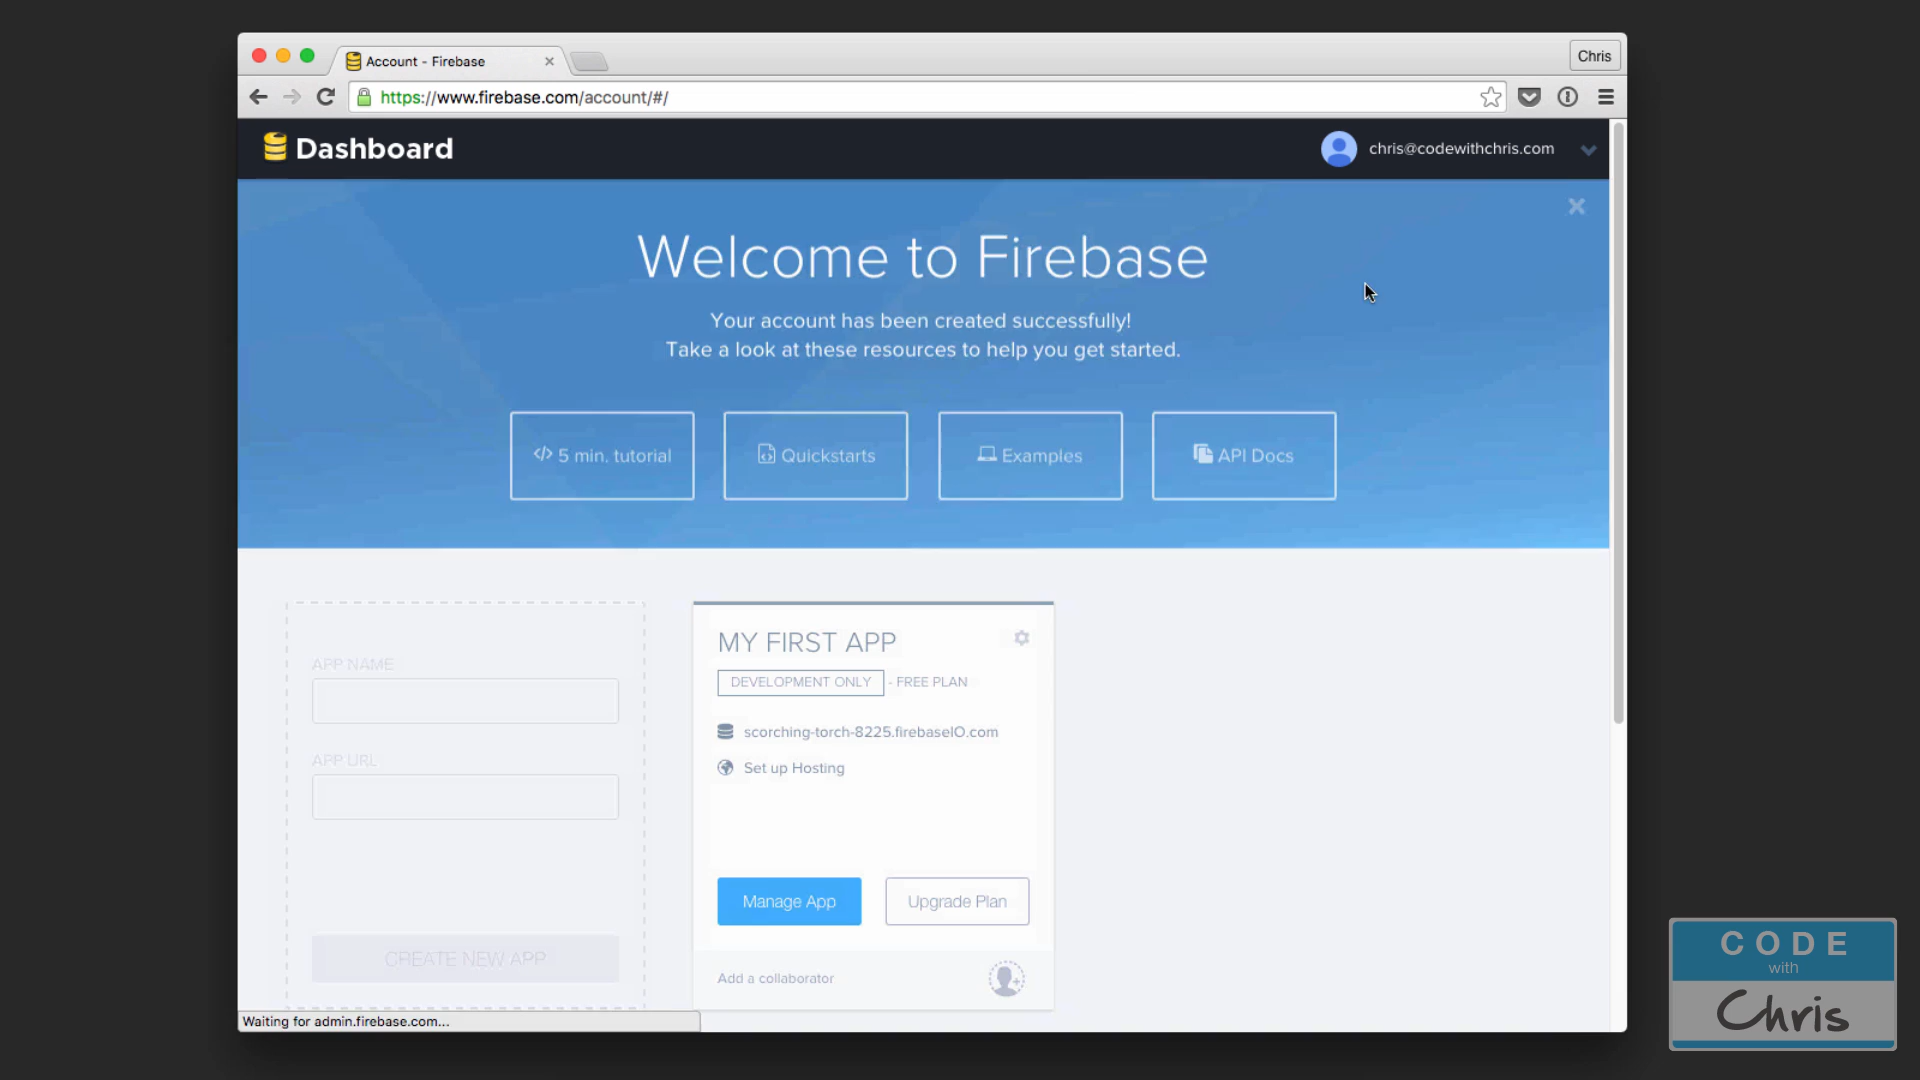 Account - Firebase
Chris
https://www.firebase.com/account/#/
Dashboard
chris@codewithchris.com
Welcome to Firebase
Your account has been created successfully!
Take a look at these resources to help you get started.
</> 5 min. tutorial
Quickstarts
Examples
API Docs
APP NAME
APP URL
CREATE NEW APP
MY FIRST APP
DEVELOPMENT ONLY - FREE PLAN
scorching-torch-8225.firebaseIO.com
Set up Hosting
Manage App
Upgrade Plan
Add a collaborator
Waiting for admin.firebase.com...
CODE
with
Chris